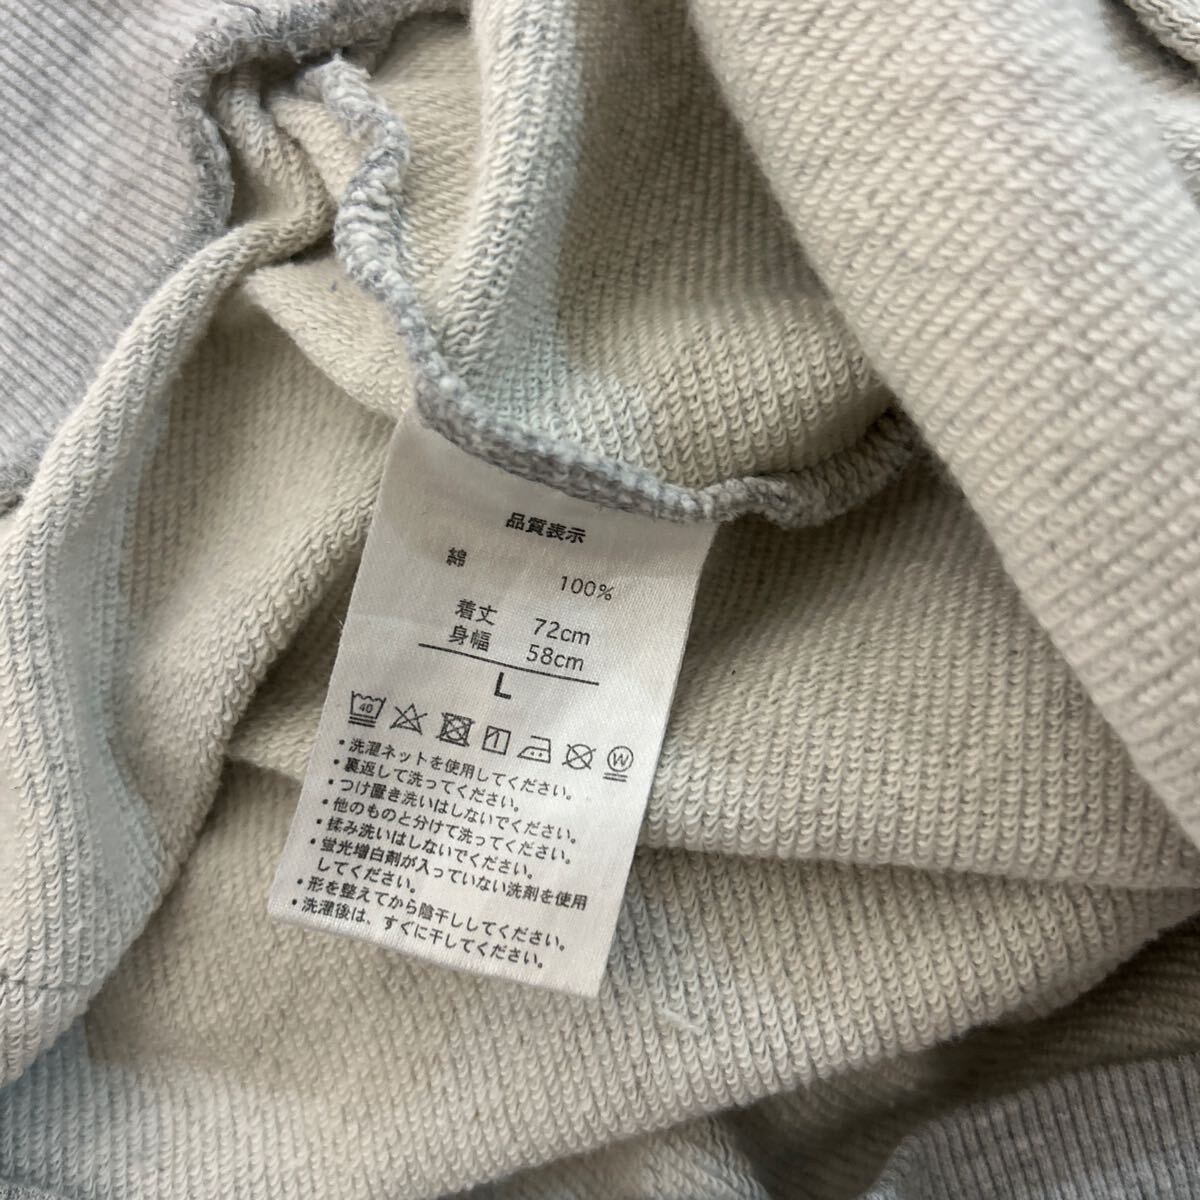 品質表示
綿 100%
着丈 72cm
身幅 58cm
L
40 W
・洗濯ネットを使用してください。
・裏返して洗ってください。
・つけ置き洗いはしないでください。
・他のものと分けて洗ってください。
・揉み洗いはしないでください。
・蛍光増白剤が入っていない洗剤を使用
してください。
・形を整えてから陰干ししてください。
・洗濯後は、すぐに干してください。